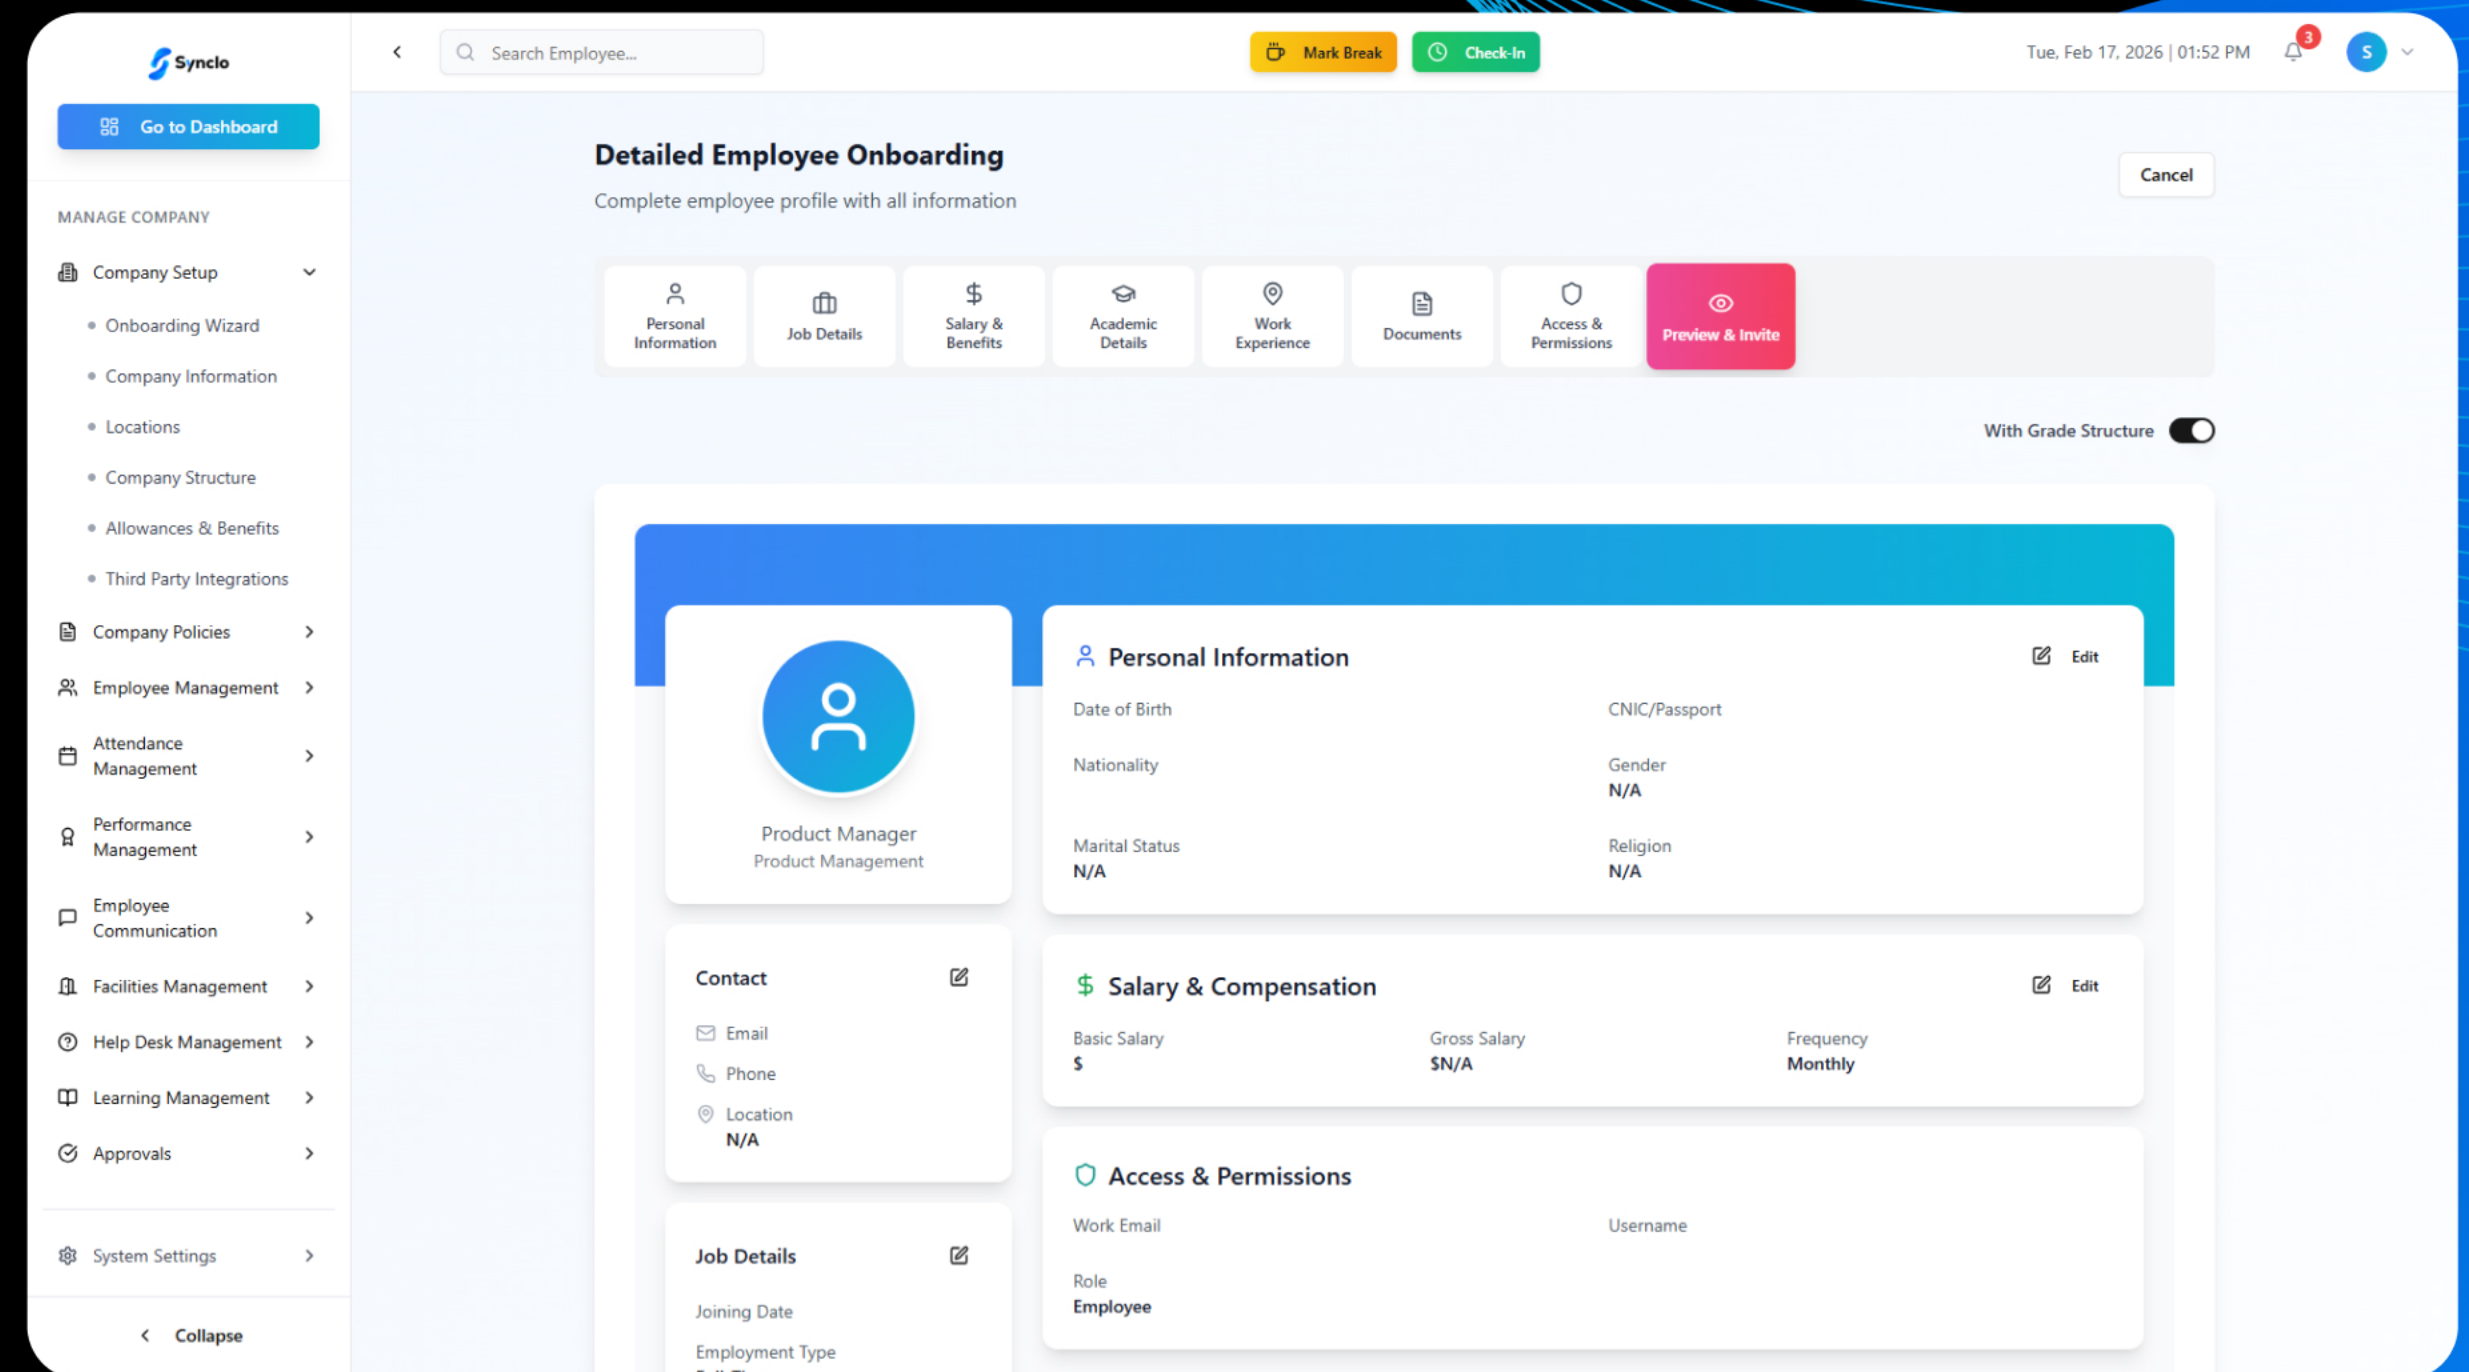 Synclo
Go to Dashboard
MANAGE COMPANY
Company Setup
Onboarding Wizard
Company Information
Locations
Company Structure
Allowances & Benefits
Third Party Integrations
Company Policies
Employee Management
Attendance
Management
Performance
Management
Employee
Communication
Facilities Management
Help Desk Management
Learning Management
Approvals
System Settings
Collapse
Search Employee...
Mark Break
Check-In
Tue, Feb 17, 2026 | 01:52 PM
3
S
Detailed Employee Onboarding
Complete employee profile with all information
Cancel
Personal
Information
Job Details
Salary &
Benefits
Academic
Details
Work
Experience
Documents
Access &
Permissions
Preview & Invite
With Grade Structure
Product Manager
Product Management
Contact
Email
Phone
Location
N/A
Job Details
Joining Date
Employment Type
Personal Information
Edit
Date of Birth
CNIC/Passport
Nationality
Gender
N/A
Marital Status
N/A
Religion
N/A
Salary & Compensation
Edit
Basic Salary
$
Gross Salary
$N/A
Frequency
Monthly
Access & Permissions
Work Email
Username
Role
Employee